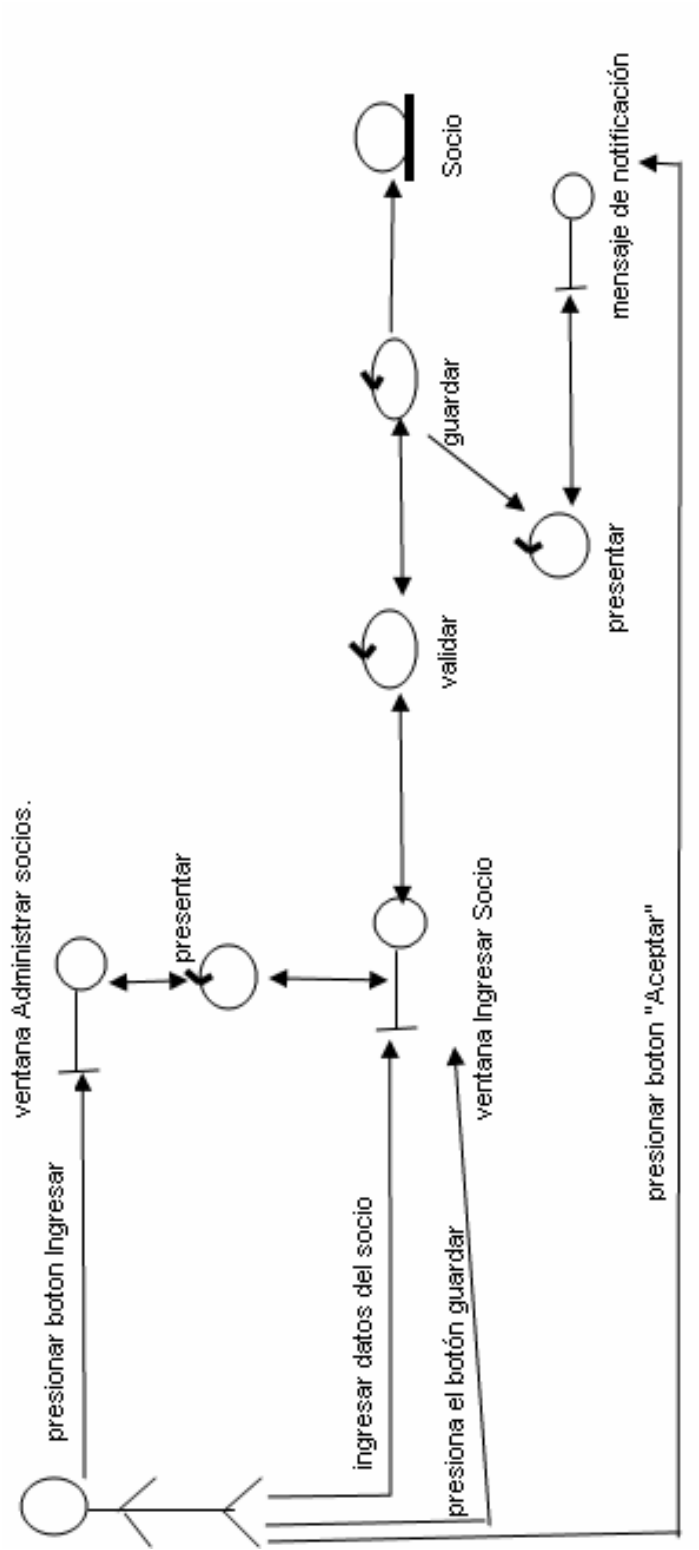 ventana Administrar socios.
presionar boton Ingresar
presentar
ingresar datos del socio
ventana Ingresar Socio
validar
guardar
Socio
presiona el botón guardar
presentar
mensaje de notificación
presionar boton "Aceptar"